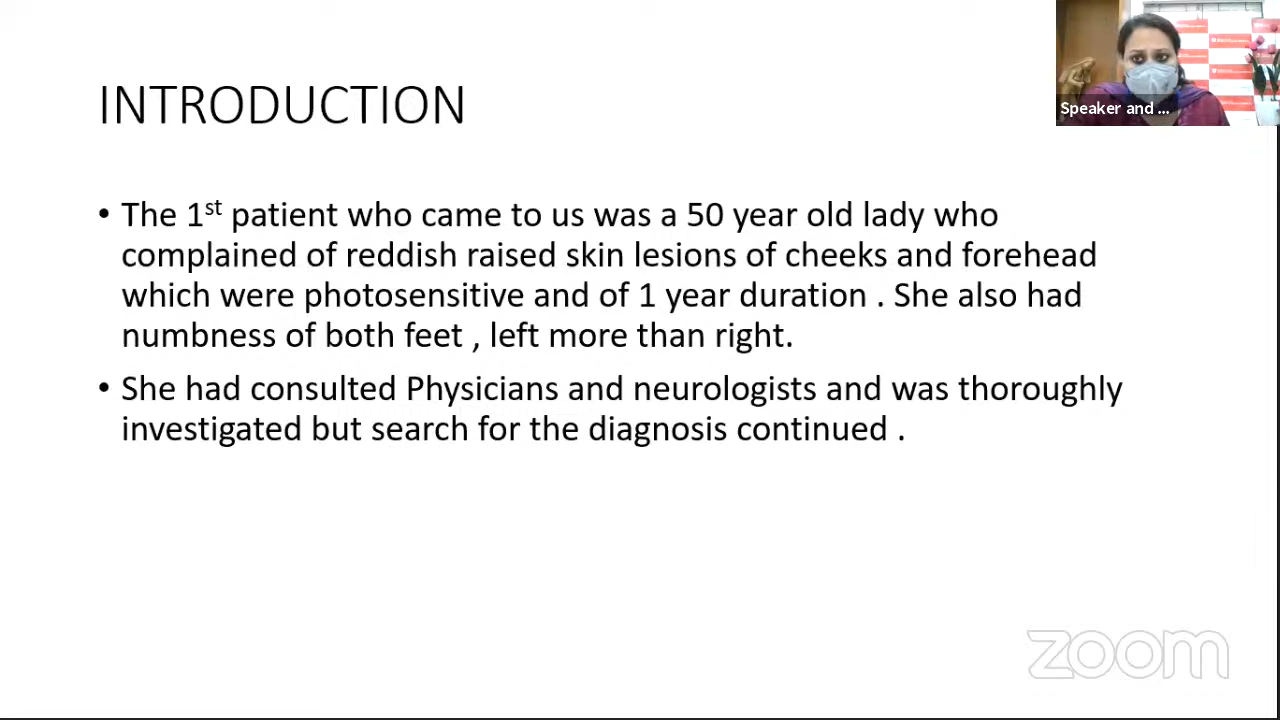 INTRODUCTION
Speaker and ...
• The 1st patient who came to us was a 50 year old lady who
complained of reddish raised skin lesions of cheeks and forehead
which were photosensitive and of 1 year duration . She also had
numbness of both feet , left more than right.
• She had consulted Physicians and neurologists and was thoroughly
investigated but search for the diagnosis continued .
zoom